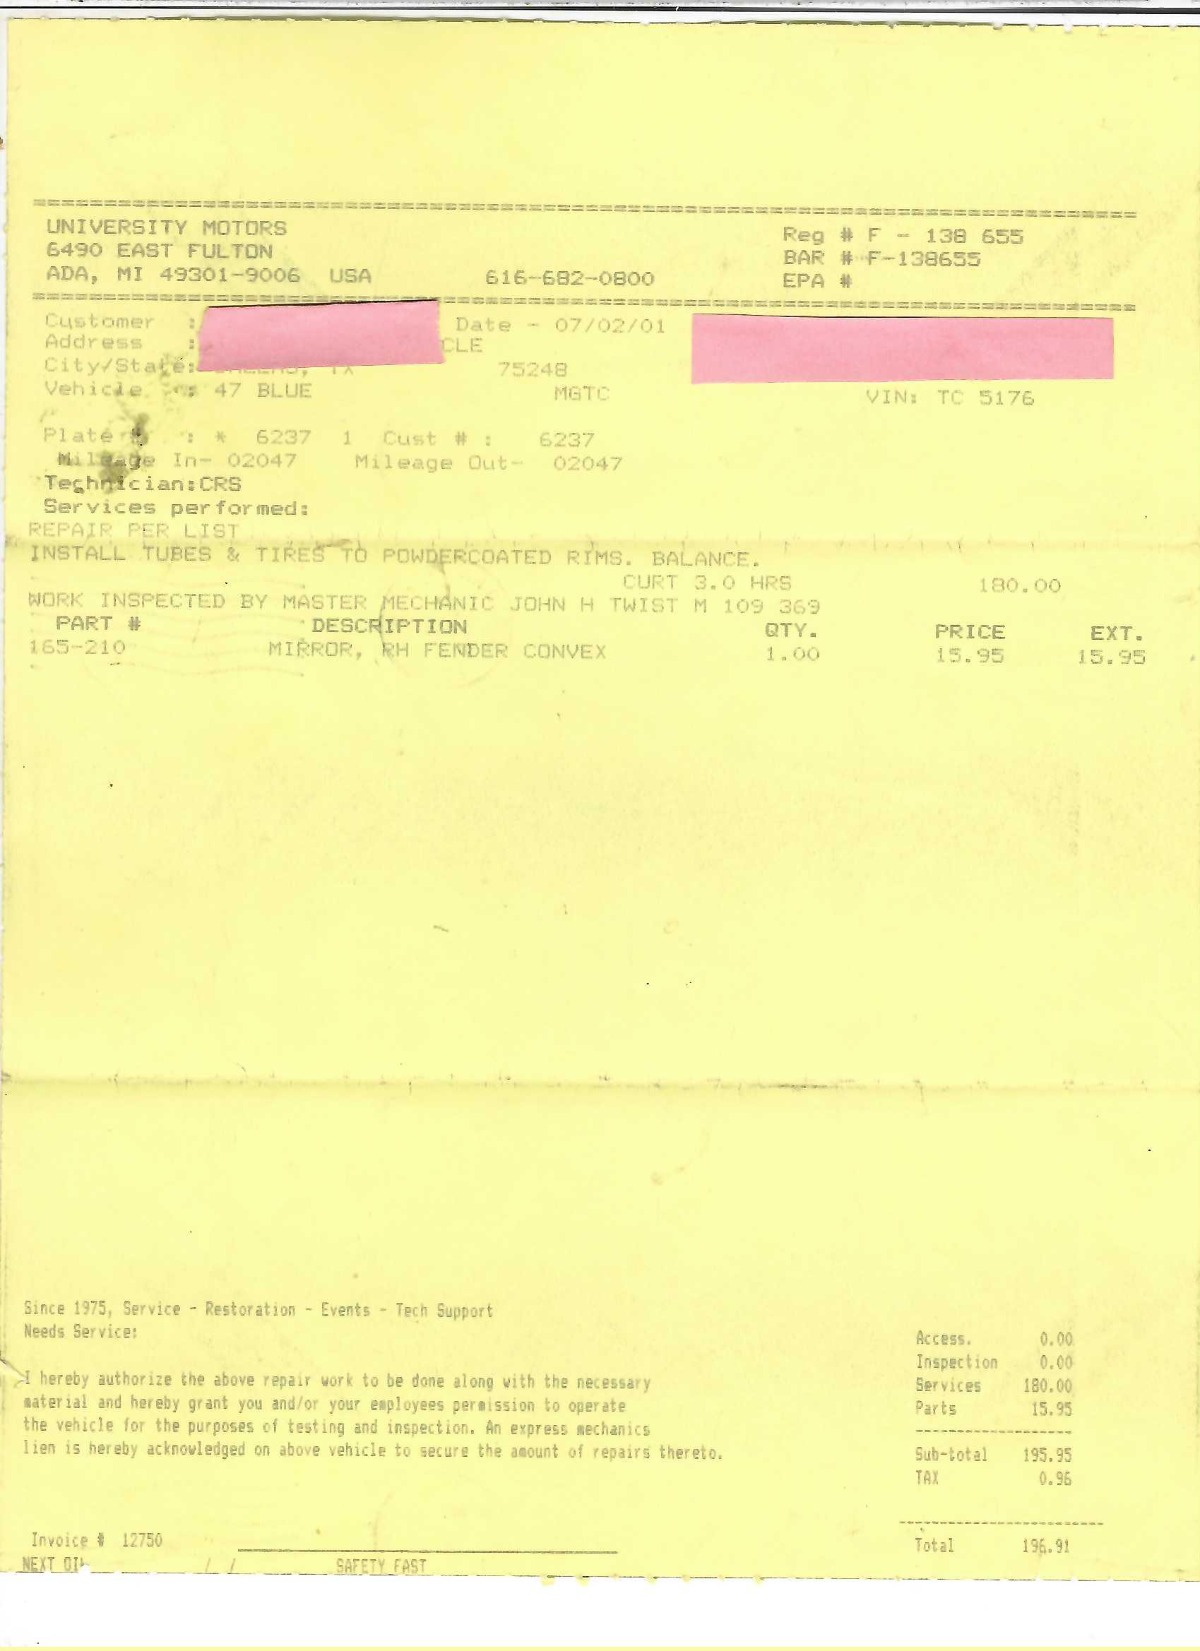 UNIVERSITY MOTORS
6490 EAST FULTON Reg # F - 138 655
ADA, MI 49301-9006 USA 616-682-0800 BAR # F-138655
EPA #
Customer : Date - 07/02/01
Address : CLE
City/State: TX 75248
Vehicle : 47 BLUE MGTC VIN: TC 5176
Plate # : * 6237 1 Cust # : 6237
Mileage In- 02047 Mileage Out- 02047
Technician:CRS
Services performed:
REPAIR PER LIST
INSTALL TUBES & TIRES TO POWDERCOATED RIMS. BALANCE.
CURT 3.0 HRS 180.00
WORK INSPECTED BY MASTER MECHANIC JOHN H TWIST M 109 369
PART # DESCRIPTION QTY. PRICE EXT.
165-210 MIRROR, RH FENDER CONVEX 1.00 15.95 15.95
Since 1975, Service - Restoration - Events - Tech Support
Needs Service:
I hereby authorize the above repair work to be done along with the necessary
material and hereby grant you and/or your employees permission to operate
the vehicle for the purposes of testing and inspection. An express mechanics
lien is hereby acknowledged on above vehicle to secure the amount of repairs thereto.
Access. 0.00
Inspection 0.00
Services 180.00
Parts 15.95
Sub-total 195.95
TAX 0.96
Total 196.91
Invoice # 12750
NEXT / / SAFETY FAST